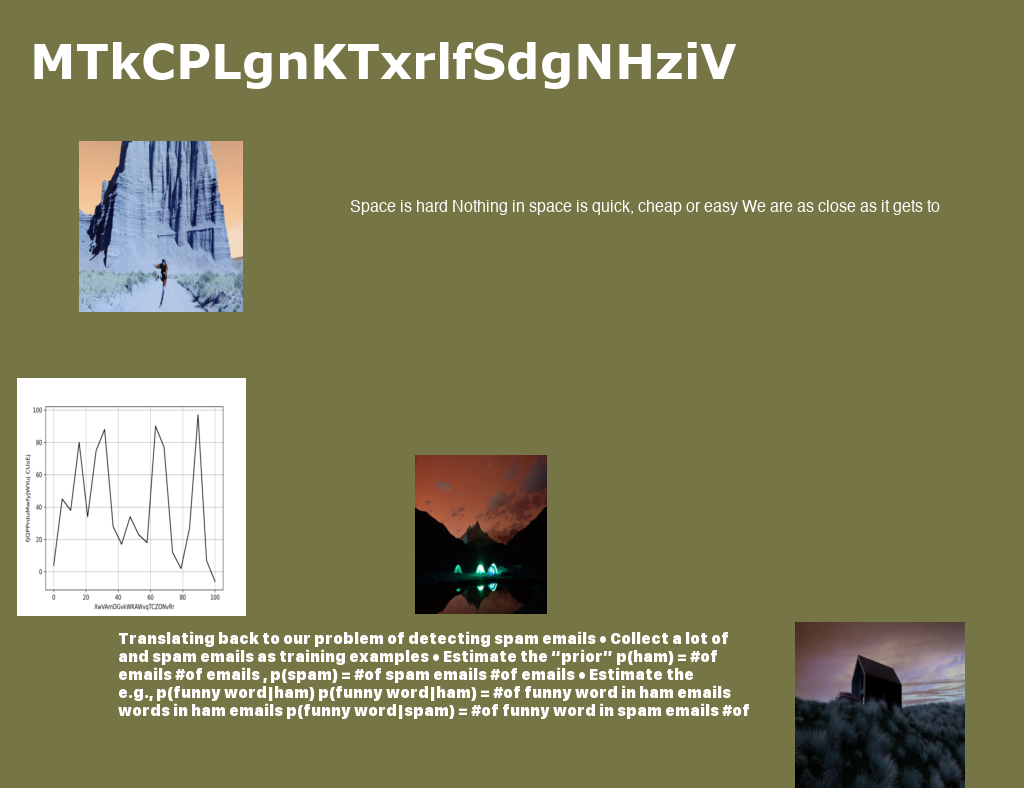 MTkCPLgnKTxrlfSdgNHziV
Space is hard Nothing in space is quick, cheap or easy We are as close as it gets to
100
80
60
40
20
0
0 20 40 60 80 100
XwVAmDGvkWKAWvqTCZONvRr
Translating back to our problem of detecting spam emails • Collect a lot of
and spam emails as training examples • Estimate the “prior” p(ham) = #of
emails #of emails , p(spam) = #of spam emails #of emails • Estimate the
e.g., p(funny word|ham) p(funny word|ham) = #of funny word in ham emails
words in ham emails p(funny word|spam) = #of funny word in spam emails #of